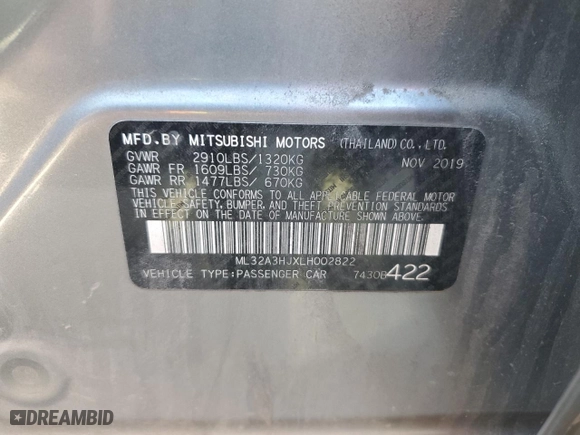 MFD.BY MITSUBISHI MOTORS (THAILAND) CO.,LTD.
GVWR 2910LBS/1320KG NOV 2019
GAWR FR 1609LBS/ 730KG
GAWR RR 1477LBS/ 670KG
THIS VEHICLE CONFORMS TO ALL APPLICABLE FEDERAL MOTOR
VEHICLE SAFETY, BUMPER, AND THEFT PREVENTION STANDARDS
IN EFFECT ON THE DATE OF MANUFACTURE SHOWN ABOVE.
ML32A3HJXLH002822
VEHICLE TYPE:PASSENGER CAR 7430B422
DREAMBID